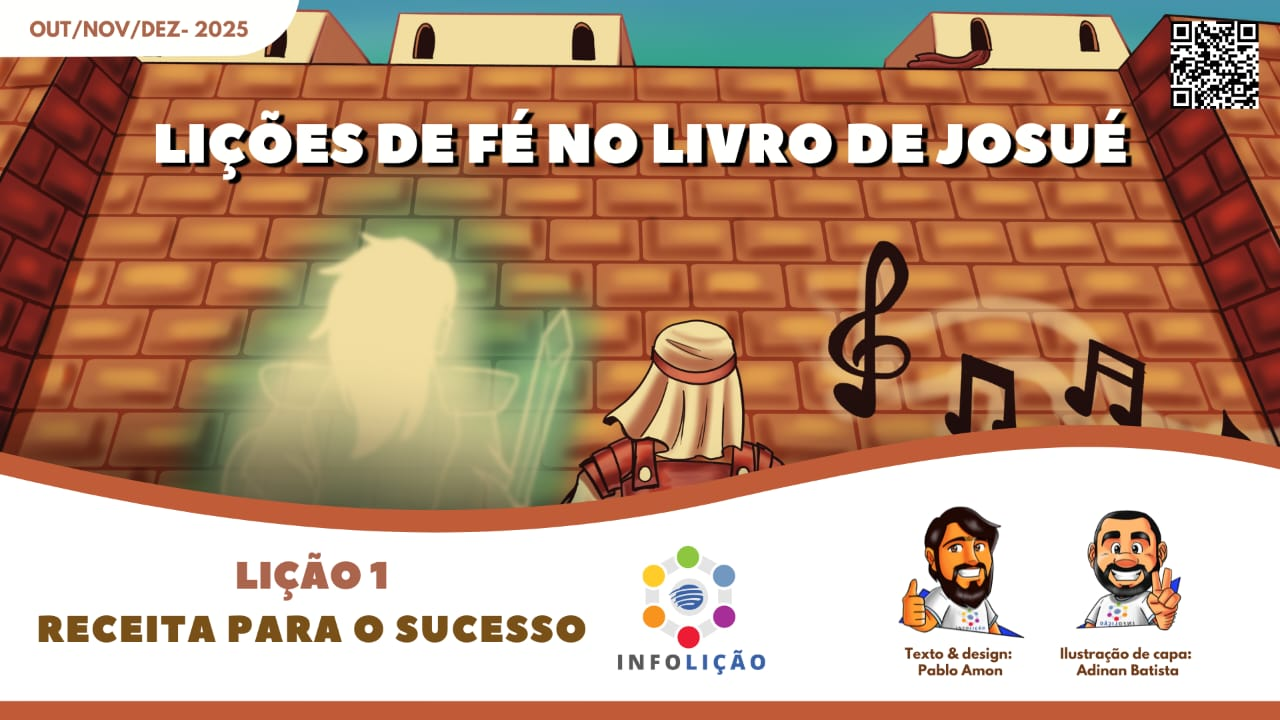 OUT/NOV/DEZ- 2025
LIÇÕES DE FÉ NO LIVRO DE JOSUÉ
LIÇÃO 1
RECEITA PARA O SUCESSO
INFOLIÇÃO
Texto & design:
Pablo Amon
Ilustração de capa:
Adinan Batista